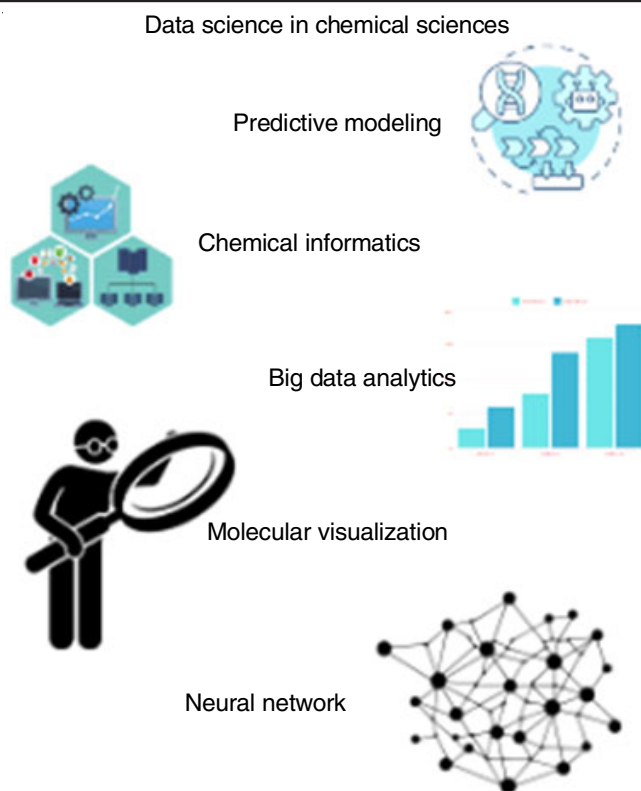 Data science in chemical sciences
Predictive modeling
Chemical informatics
Big data analytics
Molecular visualization
Neural network